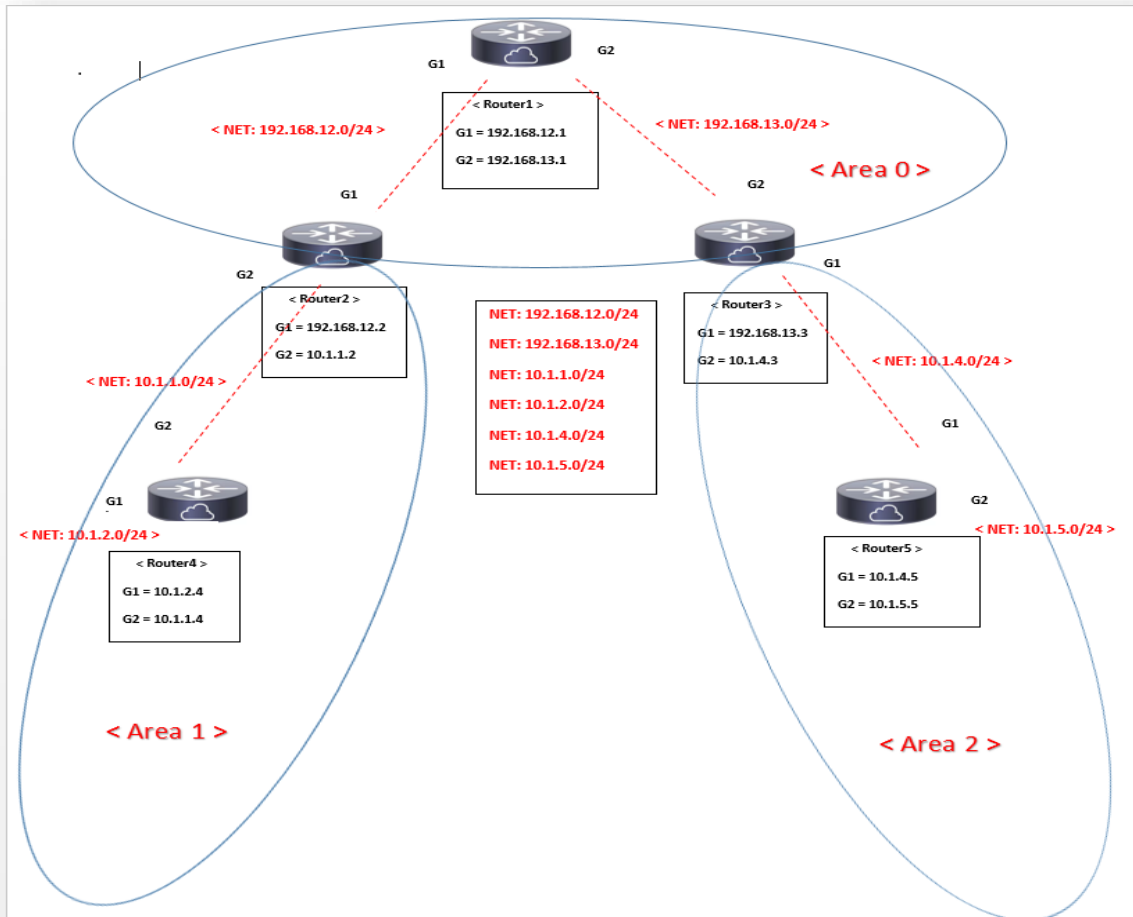 G1
G2
< Router1 >
G1 = 192.168.12.1
G2 = 192.168.13.1
< NET: 192.168.12.0/24 >
< NET: 192.168.13.0/24 >
< Area 0 >
G1
G2
G2
G1
< Router2 >
G1 = 192.168.12.2
G2 = 10.1.1.2
NET: 192.168.12.0/24
NET: 192.168.13.0/24
NET: 10.1.1.0/24
NET: 10.1.2.0/24
NET: 10.1.4.0/24
NET: 10.1.5.0/24
< Router3 >
G1 = 192.168.13.3
G2 = 10.1.4.3
< NET: 10.1.1.0/24 >
< NET: 10.1.4.0/24 >
G2
G1
G1
G2
< NET: 10.1.2.0/24 >
< NET: 10.1.5.0/24 >
< Router4 >
G1 = 10.1.2.4
G2 = 10.1.1.4
< Router5 >
G1 = 10.1.4.5
G2 = 10.1.5.5
< Area 1 >
< Area 2 >